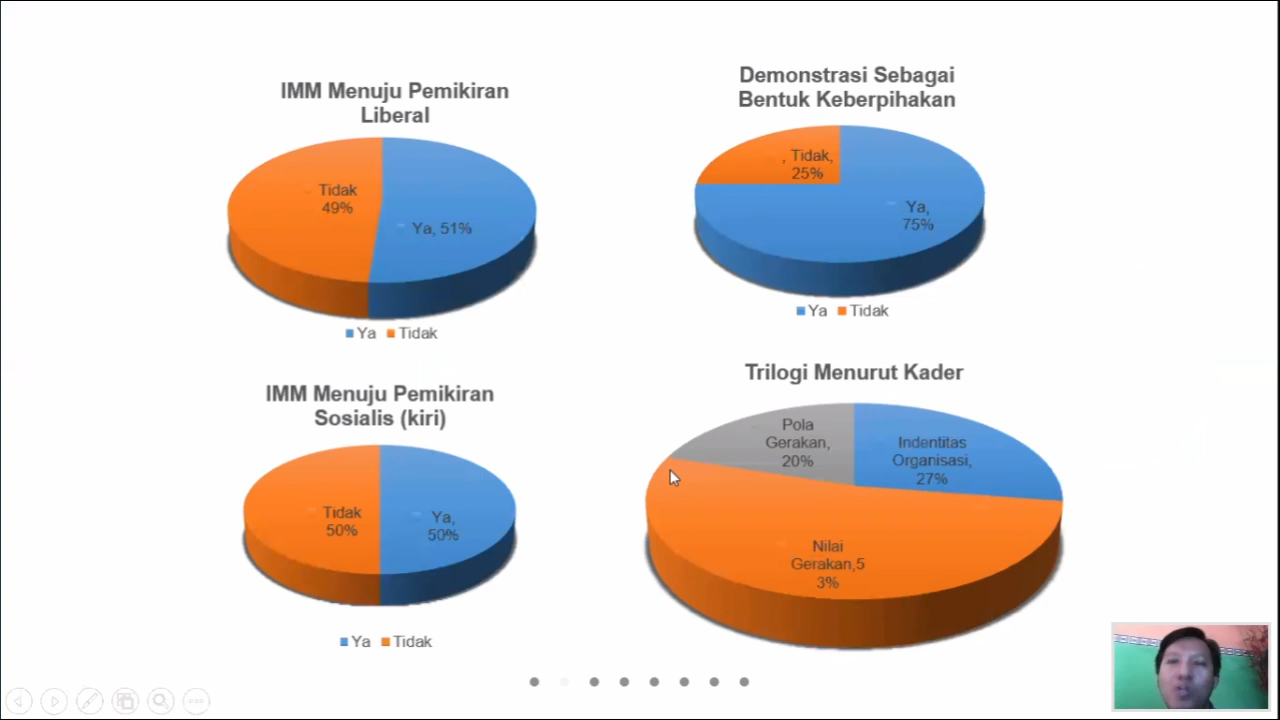 IMM Menuju Pemikiran
Liberal
Tidak
49%
Ya, 51%
Ya Tidak
Demonstrasi Sebagai
Bentuk Keberpihakan
, Tidak,
25%
Ya,
75%
Ya Tidak
IMM Menuju Pemikiran
Sosialis (kiri)
Tidak
50%
Ya,
50%
Ya Tidak
Trilogi Menurut Kader
Pola
Gerakan,
20%
Indentitas
Organisasi,
27%
Nilai
Gerakan,5
3%